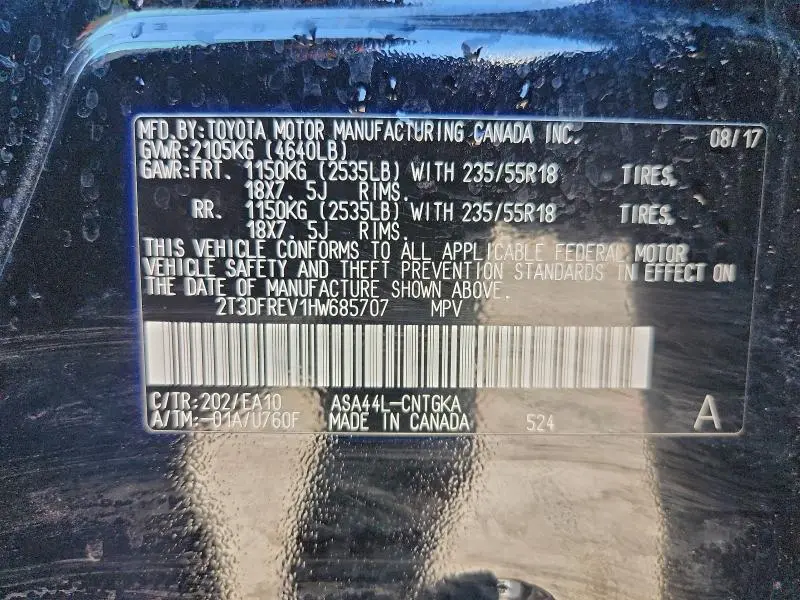 MFD.BY:TOYOTA MOTOR MANUFACTURING CANADA INC. 08/17
GVWR:2105KG (4640LB)
GAWR:FRT. 1150KG (2535LB) WITH 235/55R18 TIRES,
18X7. 5J RIMS.
RR. 1150KG (2535LB) WITH 235/55R18 TIRES,
18X7. 5J RIMS.
THIS VEHICLE CONFORMS TO ALL APPLICABLE FEDERAL MOTOR
VEHICLE SAFETY AND THEFT PREVENTION STANDARDS IN EFFECT ON
THE DATE OF MANUFACTURE SHOWN ABOVE.
2T3DFREV1HW685707 MPV
C/TR:202/EA10 ASA44L-CNTGKA
A/TM:-01A/U760F MADE IN CANADA 524 A